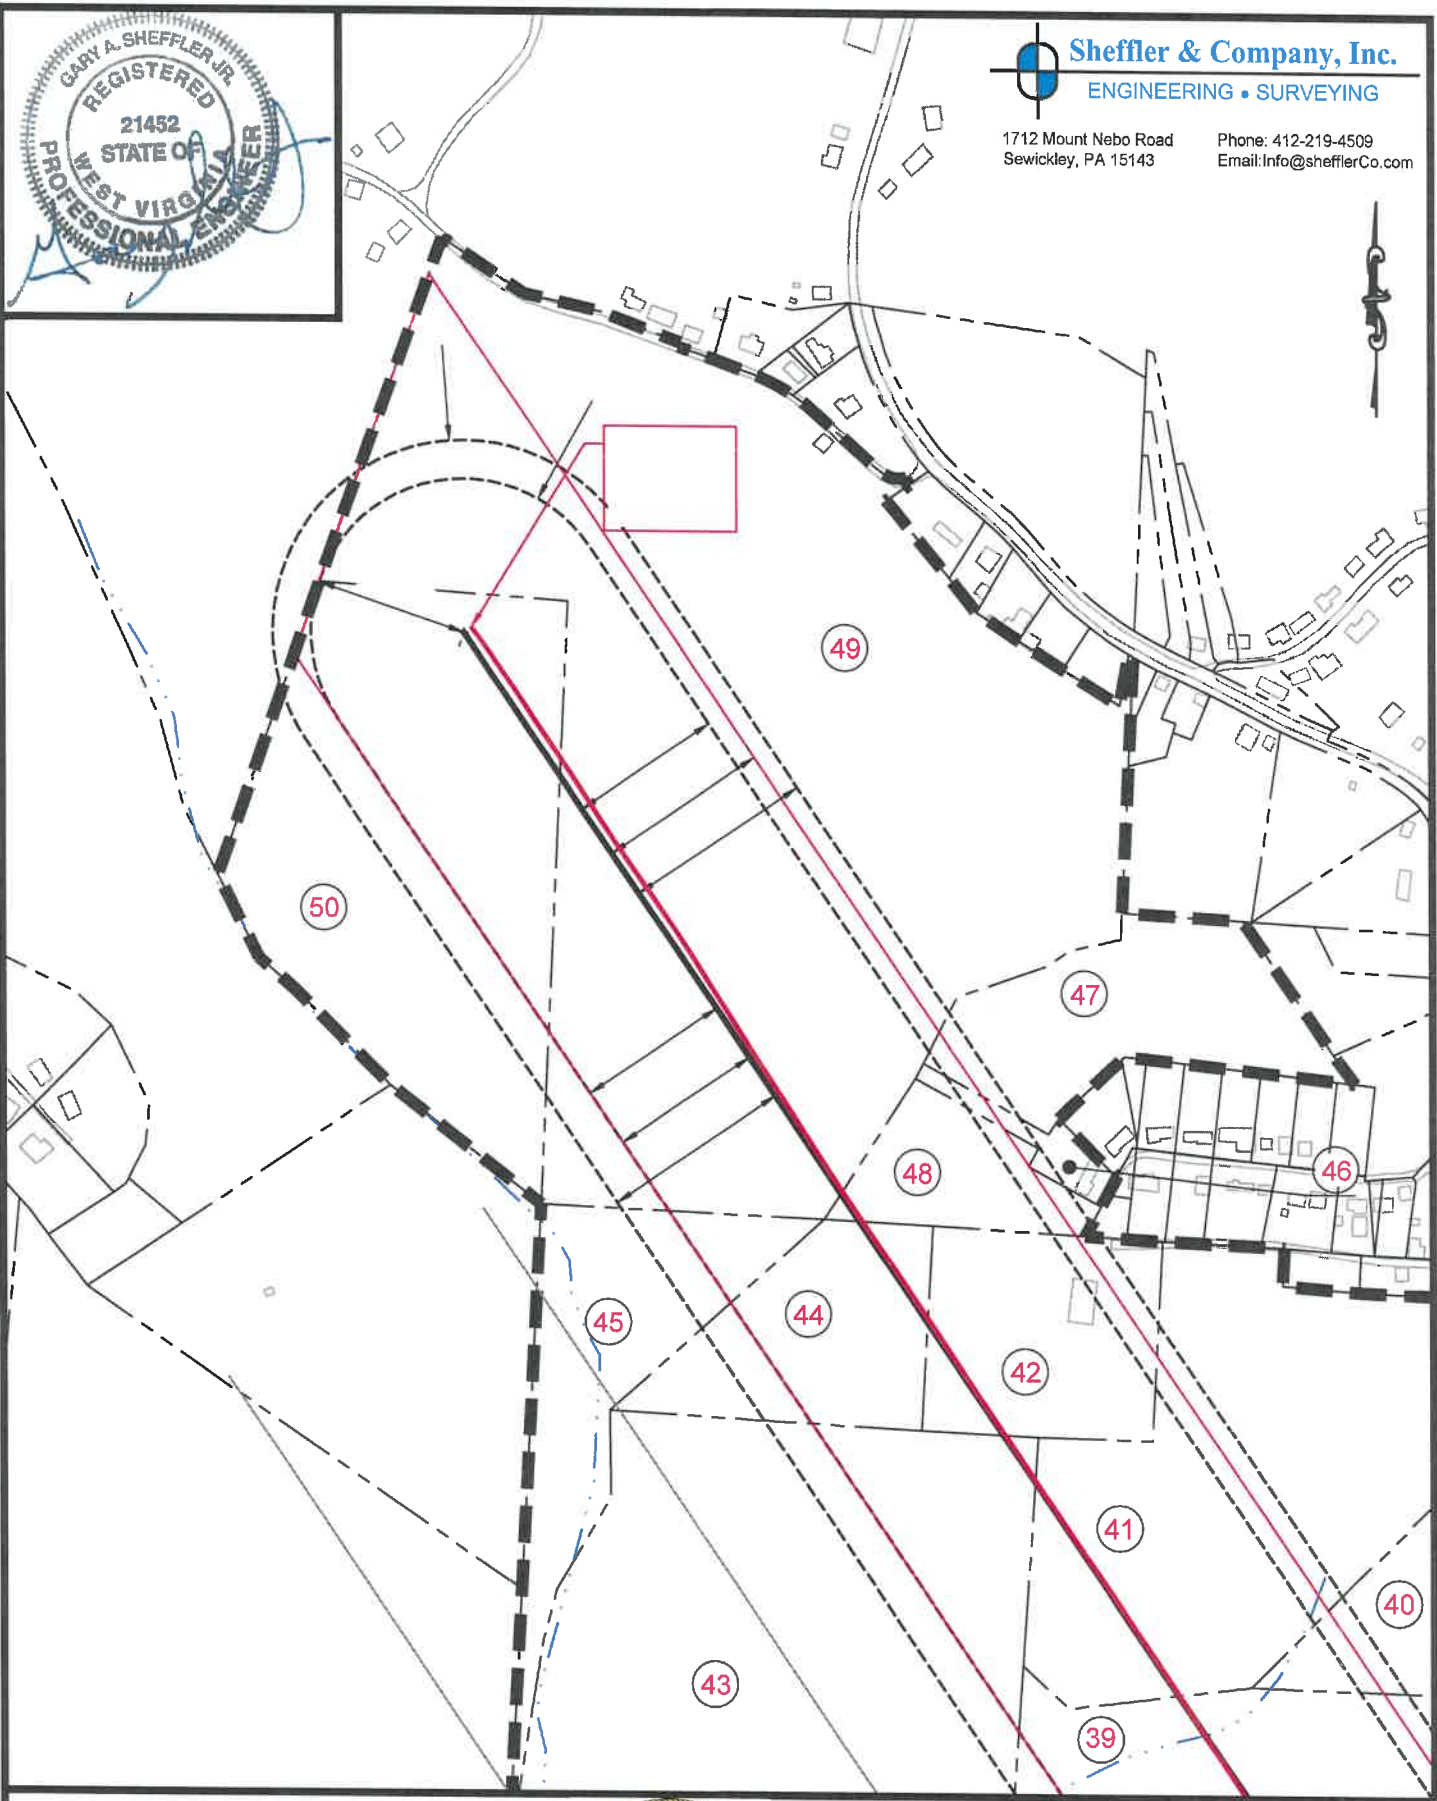 GARY A. SHEFFLER JR.
REGISTERED
21452
STATE OF
WEST VIRGINIA
PROFESSIONAL ENGINEER
Sheffler & Company, Inc.
ENGINEERING • SURVEYING
1712 Mount Nebo Road
Sewickley, PA 15143
Phone: 412-219-4509
Email:Info@shefflerCo.com
49
50
47
48
46
45
44
42
41
40
43
39